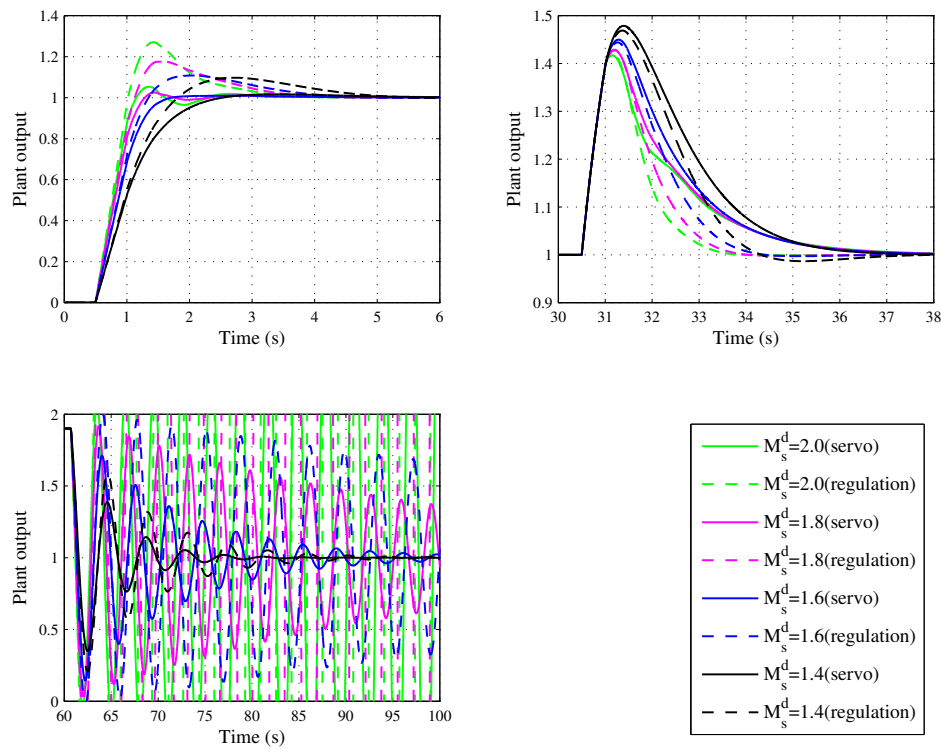 1.4
1.2
1
0.8
0.6
0.4
0.2
0
Plant output
0 1 2 3 4 5 6
Time (s)
1.5
1.4
1.3
1.2
1.1
1
0.9
Plant output
30 31 32 33 34 35 36 37 38
Time (s)
2
1.5
1
0.5
0
Plant output
60 65 70 75 80 85 90 95 100
Time (s)
M_s^d=2.0(servo)
M_s^d=2.0(regulation)
M_s^d=1.8(servo)
M_s^d=1.8(regulation)
M_s^d=1.6(servo)
M_s^d=1.6(regulation)
M_s^d=1.4(servo)
M_s^d=1.4(regulation)